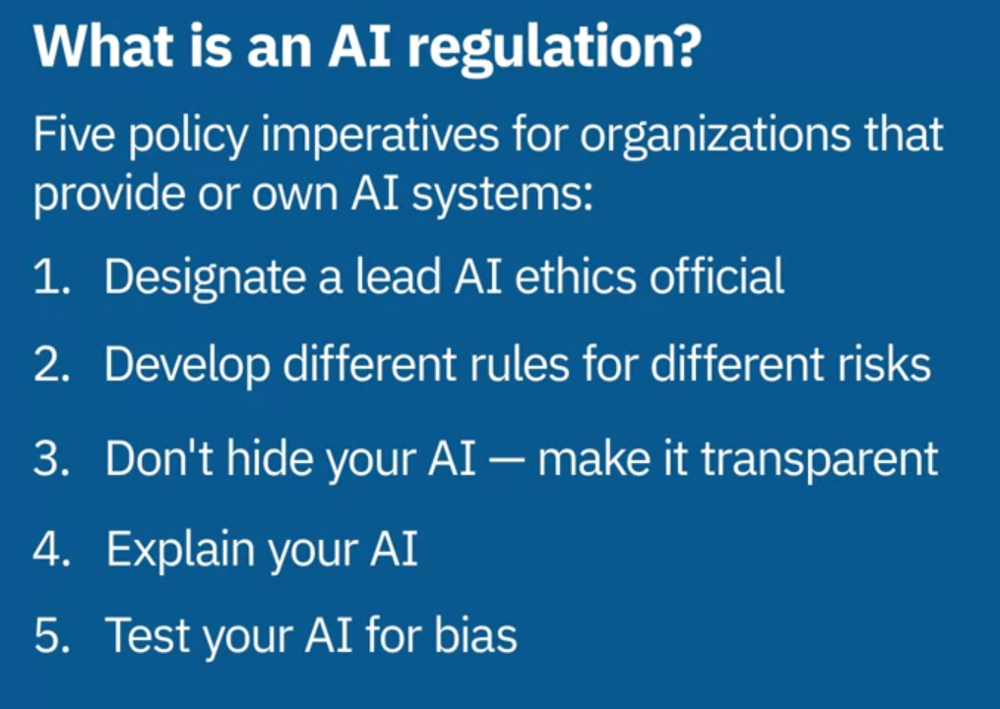 What is an AI regulation?
Five policy imperatives for organizations that
provide or own AI systems:
1. Designate a lead AI ethics official
2. Develop different rules for different risks
3. Don't hide your AI — make it transparent
4. Explain your AI
5. Test your AI for bias